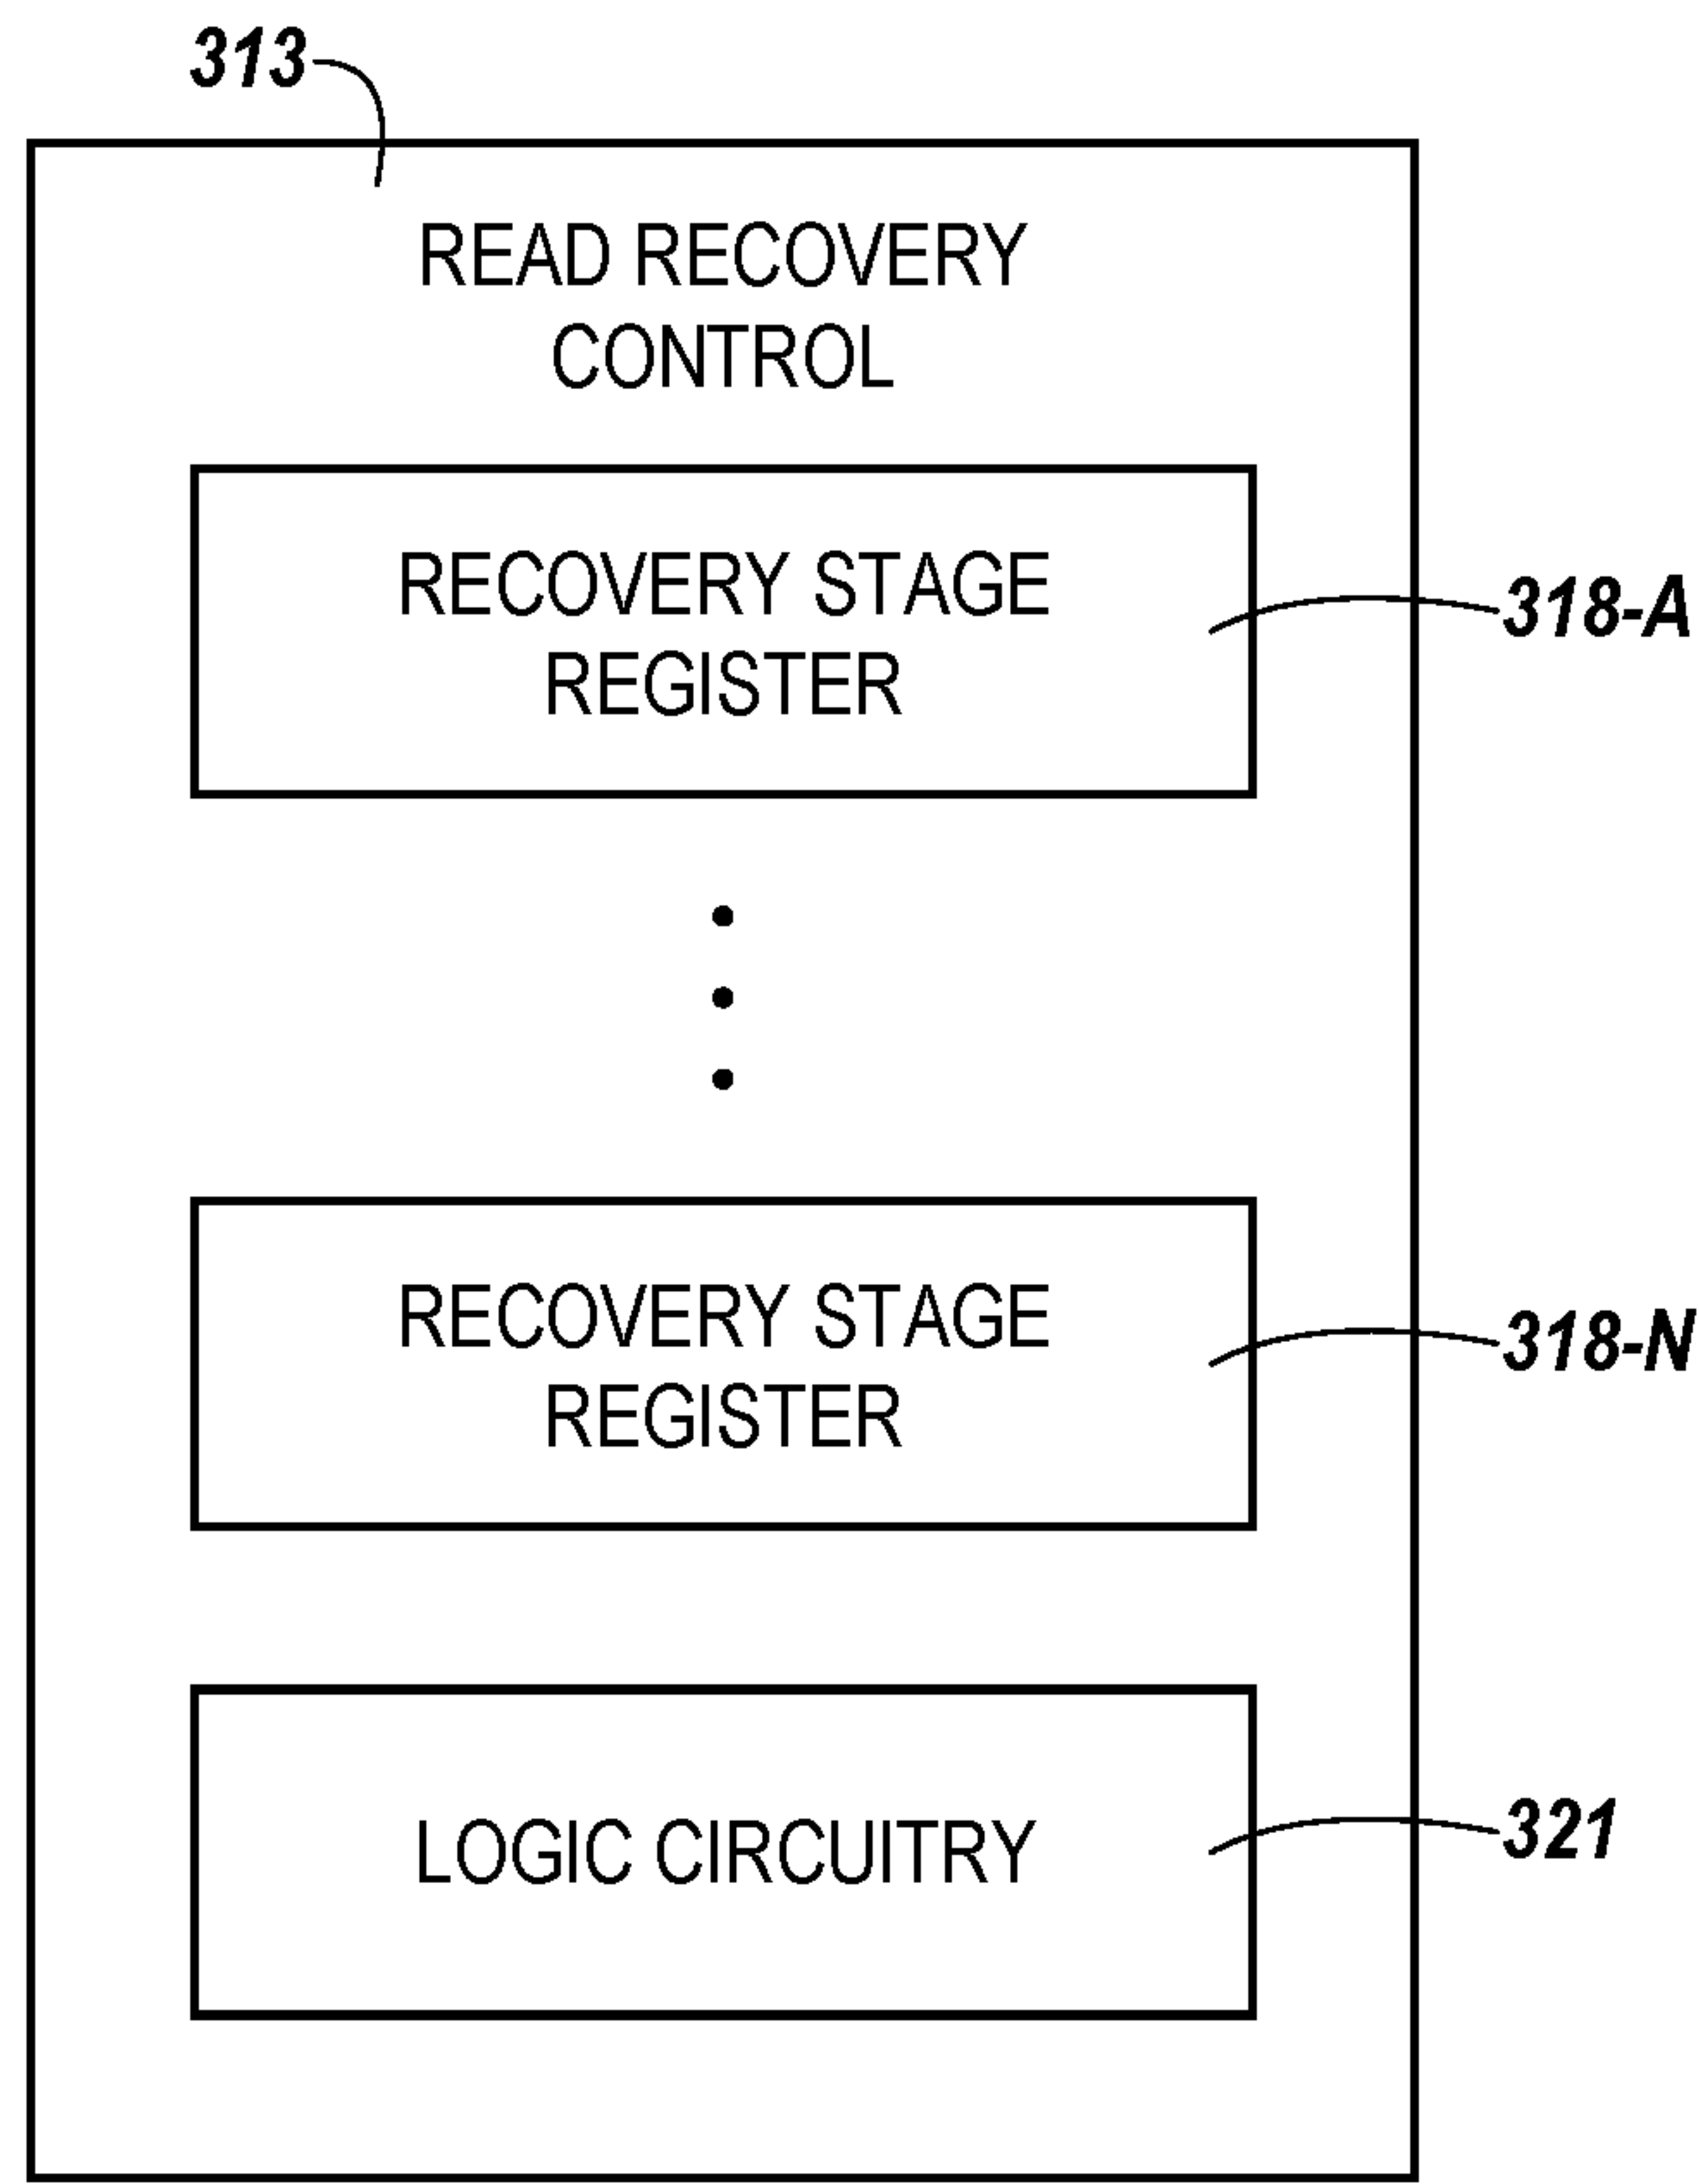 313
READ RECOVERY
CONTROL
RECOVERY STAGE
REGISTER
318-A
RECOVERY STAGE
REGISTER
318-N
LOGIC CIRCUITRY
321